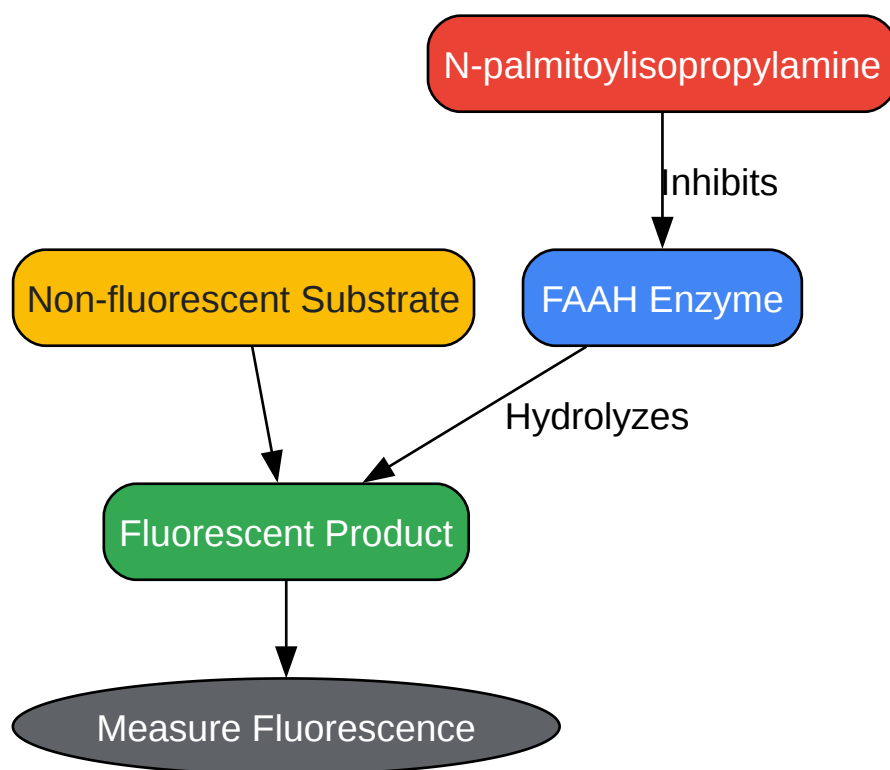 N-palmitoylisopropylamine
Inhibits
Non-fluorescent Substrate
FAAH Enzyme
Hydrolyzes
Fluorescent Product
Measure Fluorescence